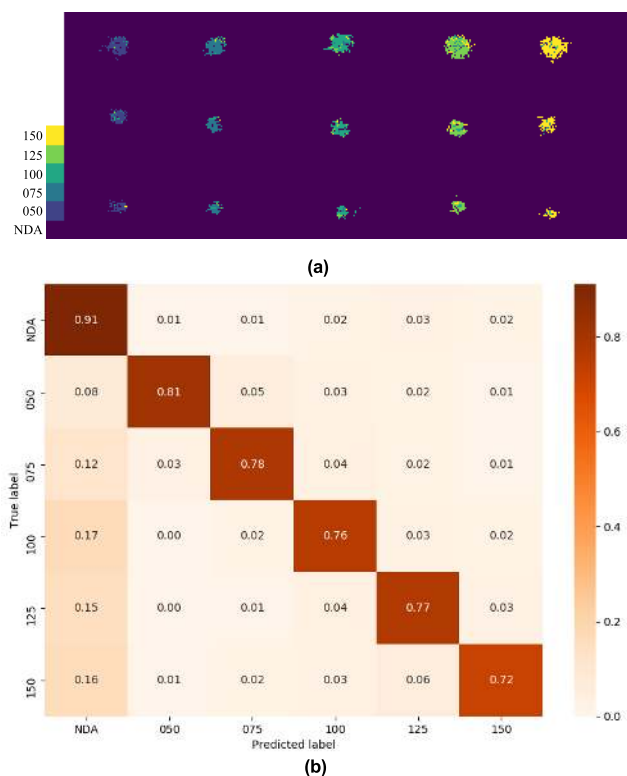 150
125
100
075
050
NDA
(a)
NDA 0.91 0.01 0.01 0.02 0.03 0.02
050 0.08 0.81 0.05 0.03 0.02 0.01
075 0.12 0.03 0.78 0.04 0.02 0.01
100 0.17 0.00 0.02 0.76 0.03 0.02
125 0.15 0.00 0.01 0.04 0.77 0.03
150 0.16 0.01 0.02 0.03 0.06 0.72
True label
NDA 050 075 100 125 150
Predicted label
0.8
0.6
0.4
0.2
0.0
(b)